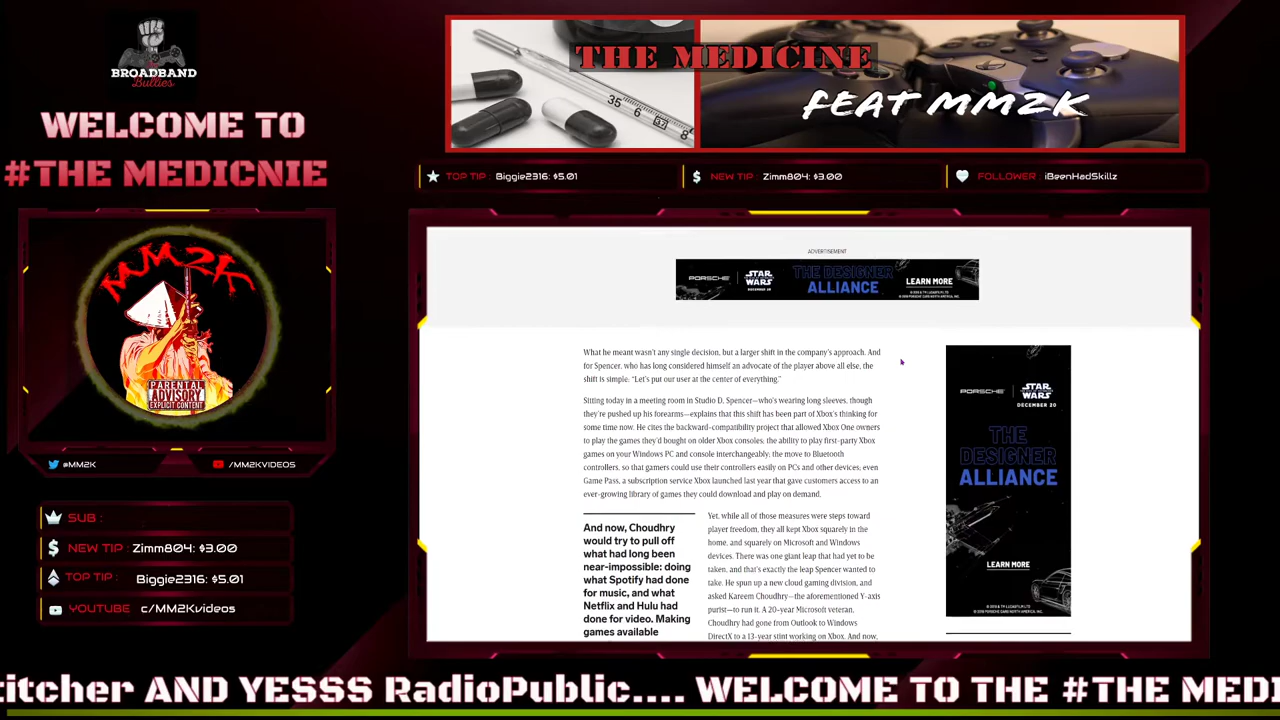 BROADBAND
Bullies
WELCOME TO
#THE MEDICNIE
THE MEDICINE
FEAT MM2K
35
6
37
8
TOP TIP : Biggie2316: $5.01
NEW TIP : Zimm804: $3.00
FOLLOWER : iBeenHadSkillz
MM2K
PARENTAL
ADVISORY
EXPLICIT CONTENT
@MM2K
/MM2KVIDEOS
SUB :
NEW TIP : Zimm804: $3.00
TOP TIP : Biggie2316: $5.01
YOUTUBE c/MM2Kvideos
ADVERTISEMENT
PORSCHE
STAR
WARS
DECEMBER 20
THE DESIGNER
ALLIANCE
LEARN MORE
What he meant wasn't any single decision, but a larger shift in the company's approach. And
for Spencer, who has long considered himself an advocate of the player above all else, the
shift is simple. "Let's put our user at the center of everything."
Sitting today in a meeting room in Studio D, Spencer—who's wearing long sleeves, though
they're pushed up his forearms—explains that this shift has been part of Xbox's thinking for
some time now. He cites the backward-compatibility project that allowed Xbox One owners
to play the games they'd bought on older Xbox consoles; the ability to play first-party Xbox
games on your Windows PC and console interchangeably; the move to Bluetooth
controllers, so that gamers could use their controllers easily on PCs and other devices; even
Game Pass, a subscription service Xbox launched last year that gave customers access to an
ever-growing library of games they could download and play on demand.
And now, Choudhry
would try to pull off
what had long been
near-impossible: doing
what Spotify had done
for music, and what
Netflix and Hulu had
done for video. Making
games available
Yet, while all of those measures were steps toward
player freedom, they all kept Xbox squarely in the
home, and squarely on Microsoft and Windows
devices. There was one giant leap that had yet to be
taken, and that's exactly the leap Spencer wanted to
take. He spun up a new cloud gaming division, and
asked Kareem Choudhry—the aforementioned Y-axis
purist—to run it. A 20-year Microsoft veteran,
Choudhry had gone from Outlook to Windows
DirectX to a 13-year stint working on Xbox. And now,
PORSCHE
STAR
WARS
DECEMBER 20
THE
DESIGNER
ALLIANCE
LEARN MORE
titcher AND YESSS RadioPublic.... WELCOME TO THE #THE MEDI